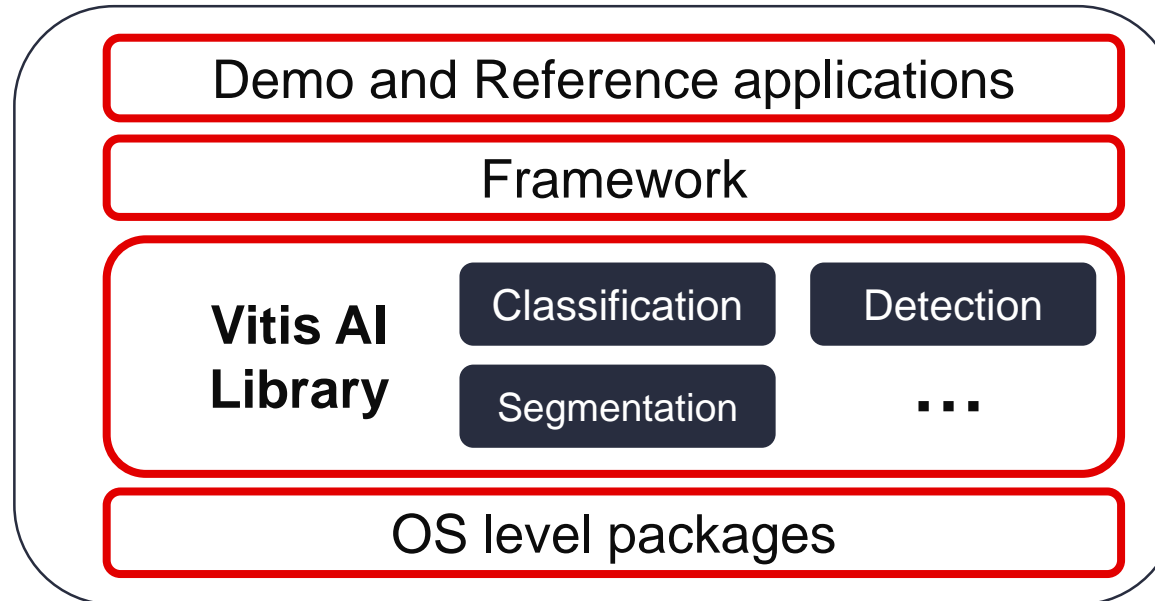 Demo and Reference applications
Framework
Vitis AI
Library
Classification
Detection
Segmentation
...
OS level packages